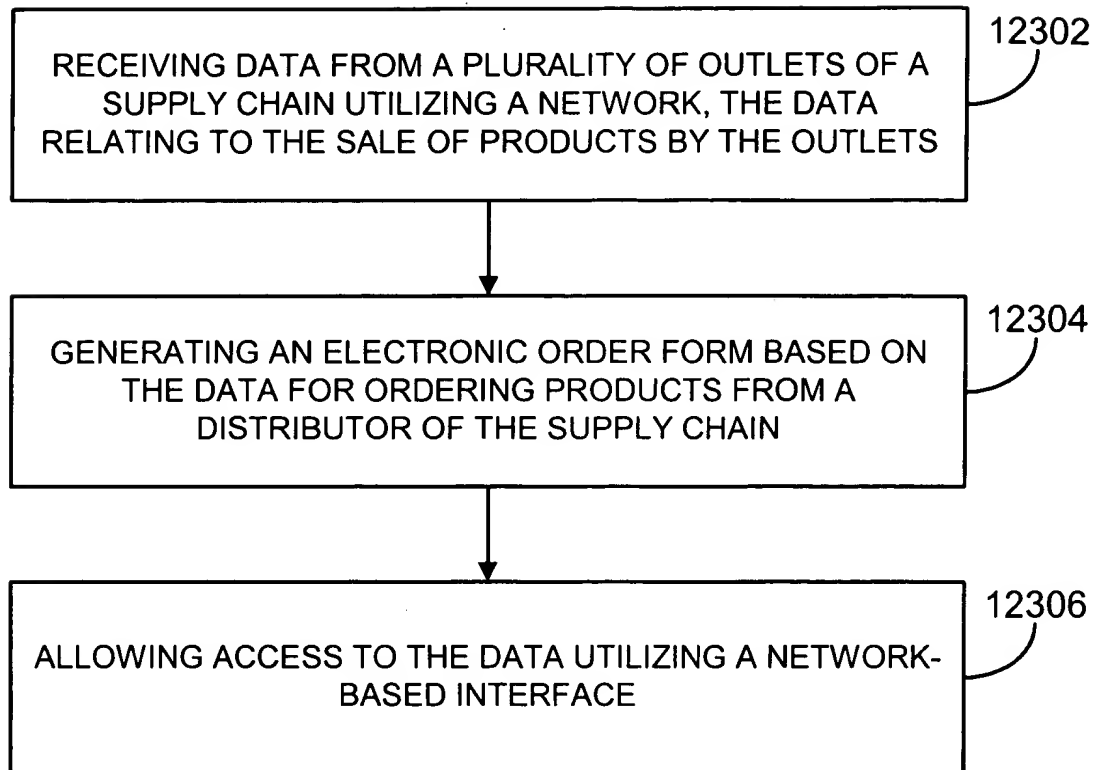 12302
RECEIVING DATA FROM A PLURALITY OF OUTLETS OF A
SUPPLY CHAIN UTILIZING A NETWORK, THE DATA
RELATING TO THE SALE OF PRODUCTS BY THE OUTLETS
12304
GENERATING AN ELECTRONIC ORDER FORM BASED ON
THE DATA FOR ORDERING PRODUCTS FROM A
DISTRIBUTOR OF THE SUPPLY CHAIN
12306
ALLOWING ACCESS TO THE DATA UTILIZING A NETWORK-
BASED INTERFACE